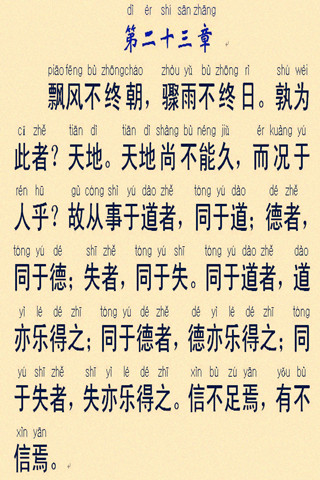 dì èr shí sān zhāng
第二十三章
piāo fēng bù zhōng cháo zhòu yǔ bù zhōng rì shú wéi
飘风不终朝，骤雨不终日。孰为
cǐ zhě tiān dì tiān dì shàng bù néng jiǔ ér kuàng yú
此者？天地。天地尚不能久，而况于
rén hū gù cóng shì yú dào zhě tóng yú dào dé zhě
人乎？故从事于道者，同于道；德者，
tóng yú dé shī zhě tóng yú shī tóng yú dào zhě dào
同于德；失者，同于失。同于道者，道
yì lè dé zhī tóng yú dé zhě dé yì lè dé zhī tóng
亦乐得之；同于德者，德亦乐得之；同
yú shī zhě shī yì lè dé zhī xìn bù zú yān yǒu bù
于失者，失亦乐得之。信不足焉，有不
xìn yān
信焉。